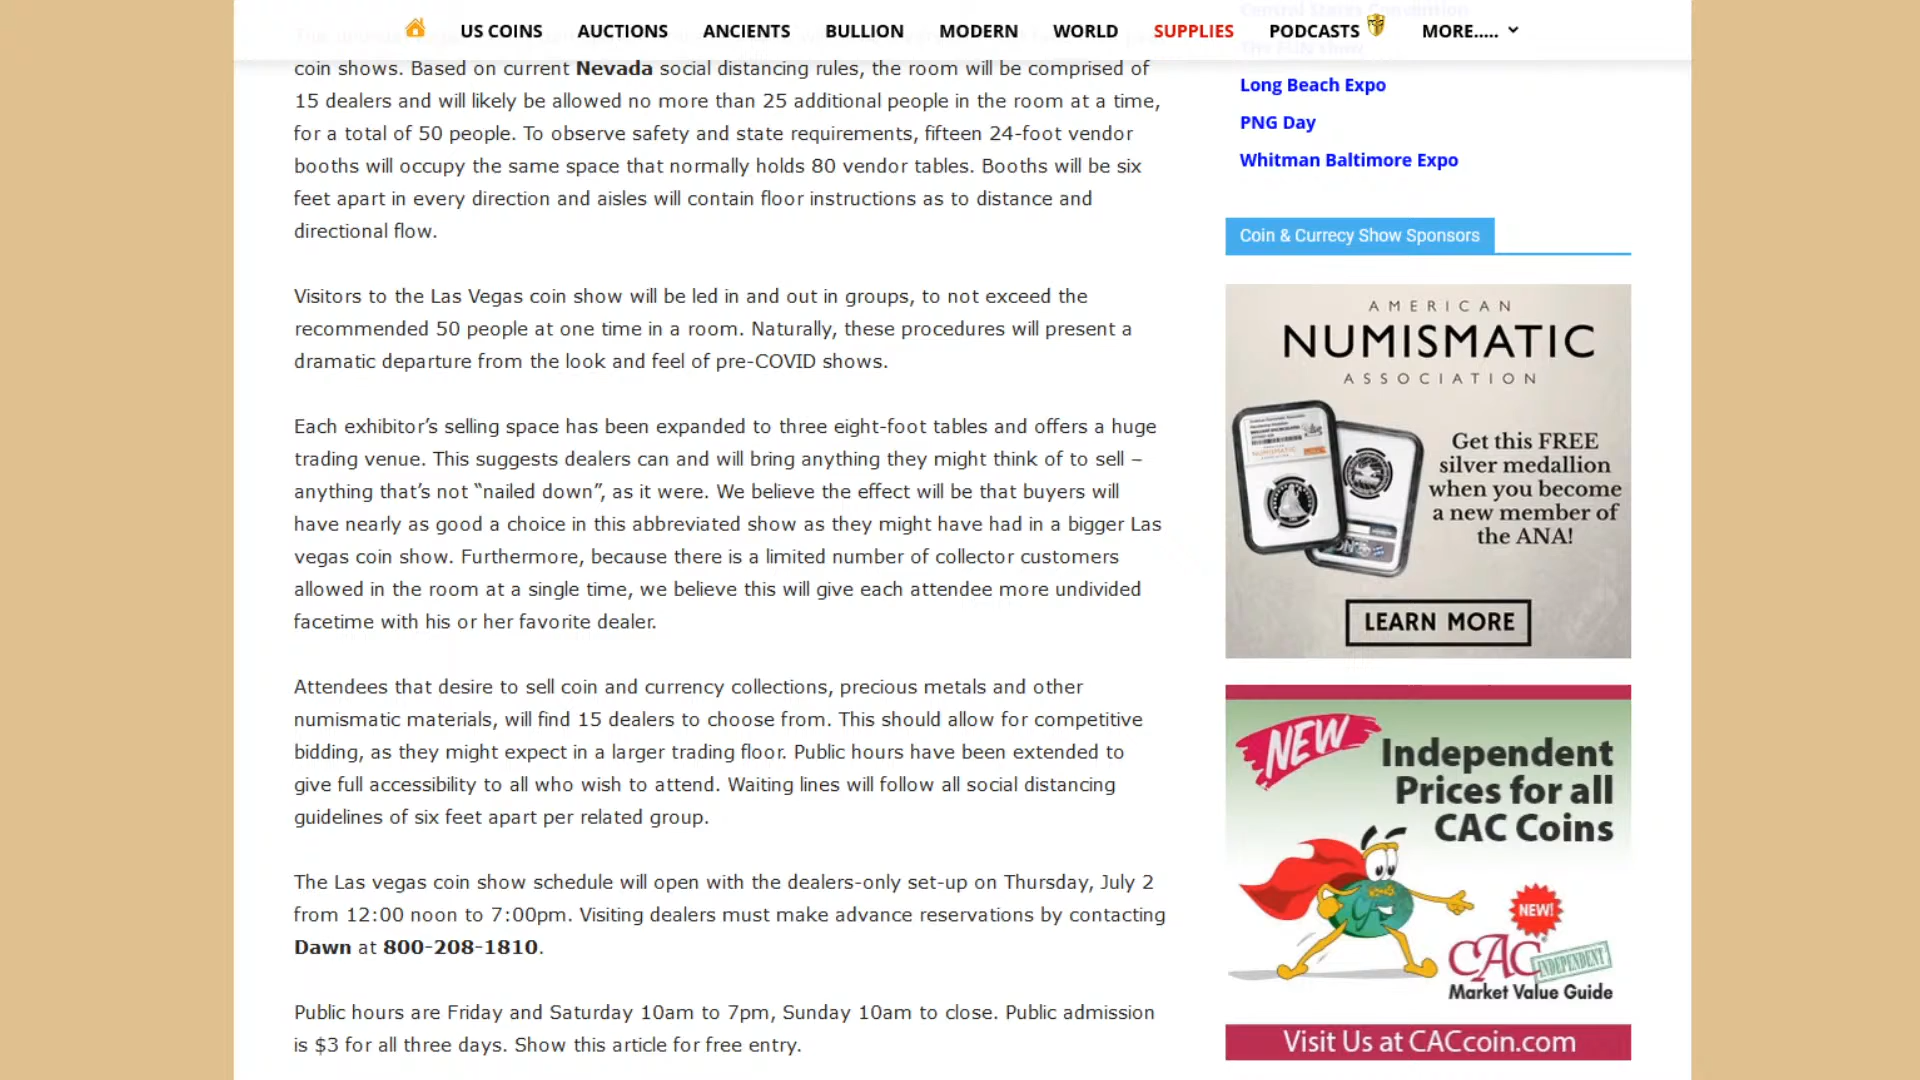 US COINS
AUCTIONS
ANCIENTS
BULLION
MODERN
WORLD
SUPPLIES
PODCASTS
MORE.....
coin shows. Based on current Nevada social distancing rules, the room will be comprised of
15 dealers and will likely be allowed no more than 25 additional people in the room at a time,
for a total of 50 people. To observe safety and state requirements, fifteen 24-foot vendor
booths will occupy the same space that normally holds 80 vendor tables. Booths will be six
feet apart in every direction and aisles will contain floor instructions as to distance and
directional flow.
Visitors to the Las Vegas coin show will be led in and out in groups, to not exceed the
recommended 50 people at one time in a room. Naturally, these procedures will present a
dramatic departure from the look and feel of pre-COVID shows.
Each exhibitor’s selling space has been expanded to three eight-foot tables and offers a huge
trading venue. This suggests dealers can and will bring anything they might think of to sell –
anything that’s not “nailed down”, as it were. We believe the effect will be that buyers will
have nearly as good a choice in this abbreviated show as they might have had in a bigger Las
vegas coin show. Furthermore, because there is a limited number of collector customers
allowed in the room at a single time, we believe this will give each attendee more undivided
facetime with his or her favorite dealer.
Attendees that desire to sell coin and currency collections, precious metals and other
numismatic materials, will find 15 dealers to choose from. This should allow for competitive
bidding, as they might expect in a larger trading floor. Public hours have been extended to
give full accessibility to all who wish to attend. Waiting lines will follow all social distancing
guidelines of six feet apart per related group.
The Las vegas coin show schedule will open with the dealers-only set-up on Thursday, July 2
from 12:00 noon to 7:00pm. Visiting dealers must make advance reservations by contacting
Dawn at 800-208-1810.
Public hours are Friday and Saturday 10am to 7pm, Sunday 10am to close. Public admission
is $3 for all three days. Show this article for free entry.
Central States Convention
The FUN show
Long Beach Expo
PNG Day
Whitman Baltimore Expo
Coin & Currecy Show Sponsors
AMERICAN
NUMISMATIC
ASSOCIATION
Get this FREE
silver medallion
when you become
a new member of
the ANA!
LEARN MORE
NEW
Independent
Prices for all
CAC Coins
NEW!
CAC
INDEPENDENT
Market Value Guide
Visit Us at CACcoin.com